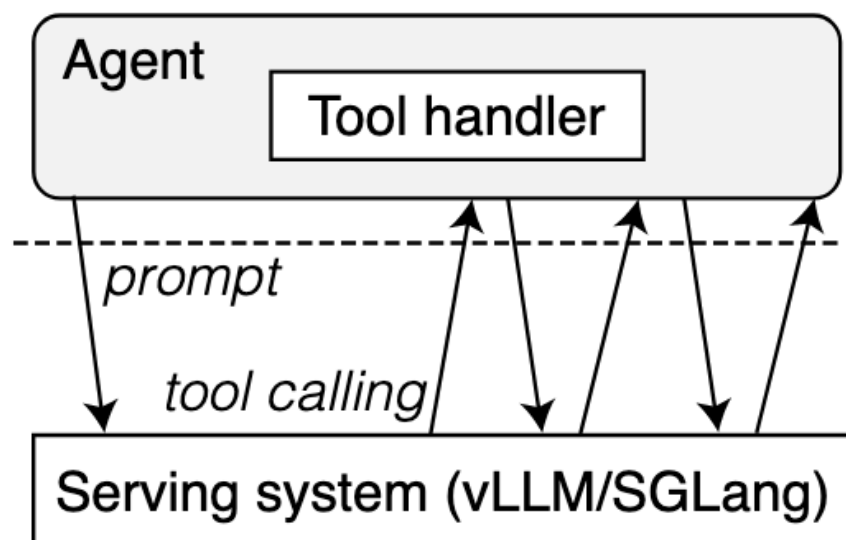 Agent
Tool handler
prompt
tool calling
Serving system (vLLM/SGLang)